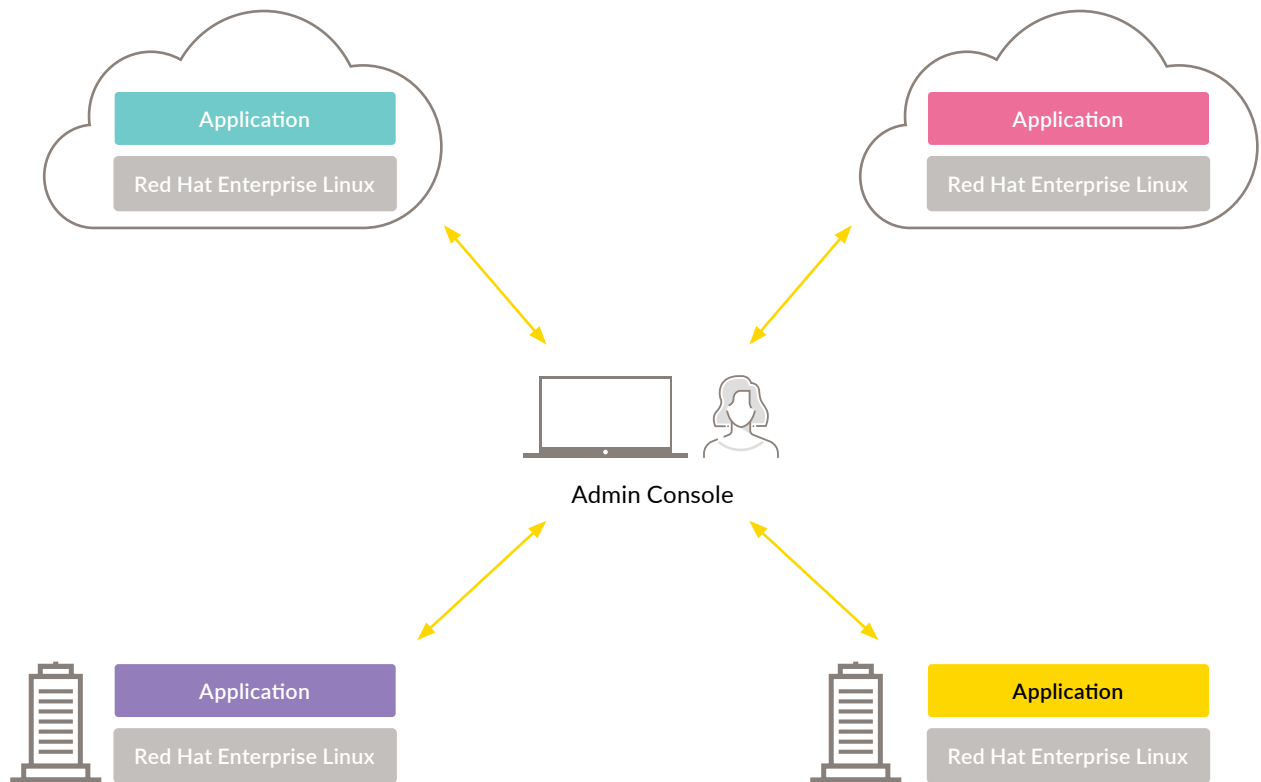 Application
Red Hat Enterprise Linux
Application
Red Hat Enterprise Linux
Admin Console
Application
Red Hat Enterprise Linux
Application
Red Hat Enterprise Linux